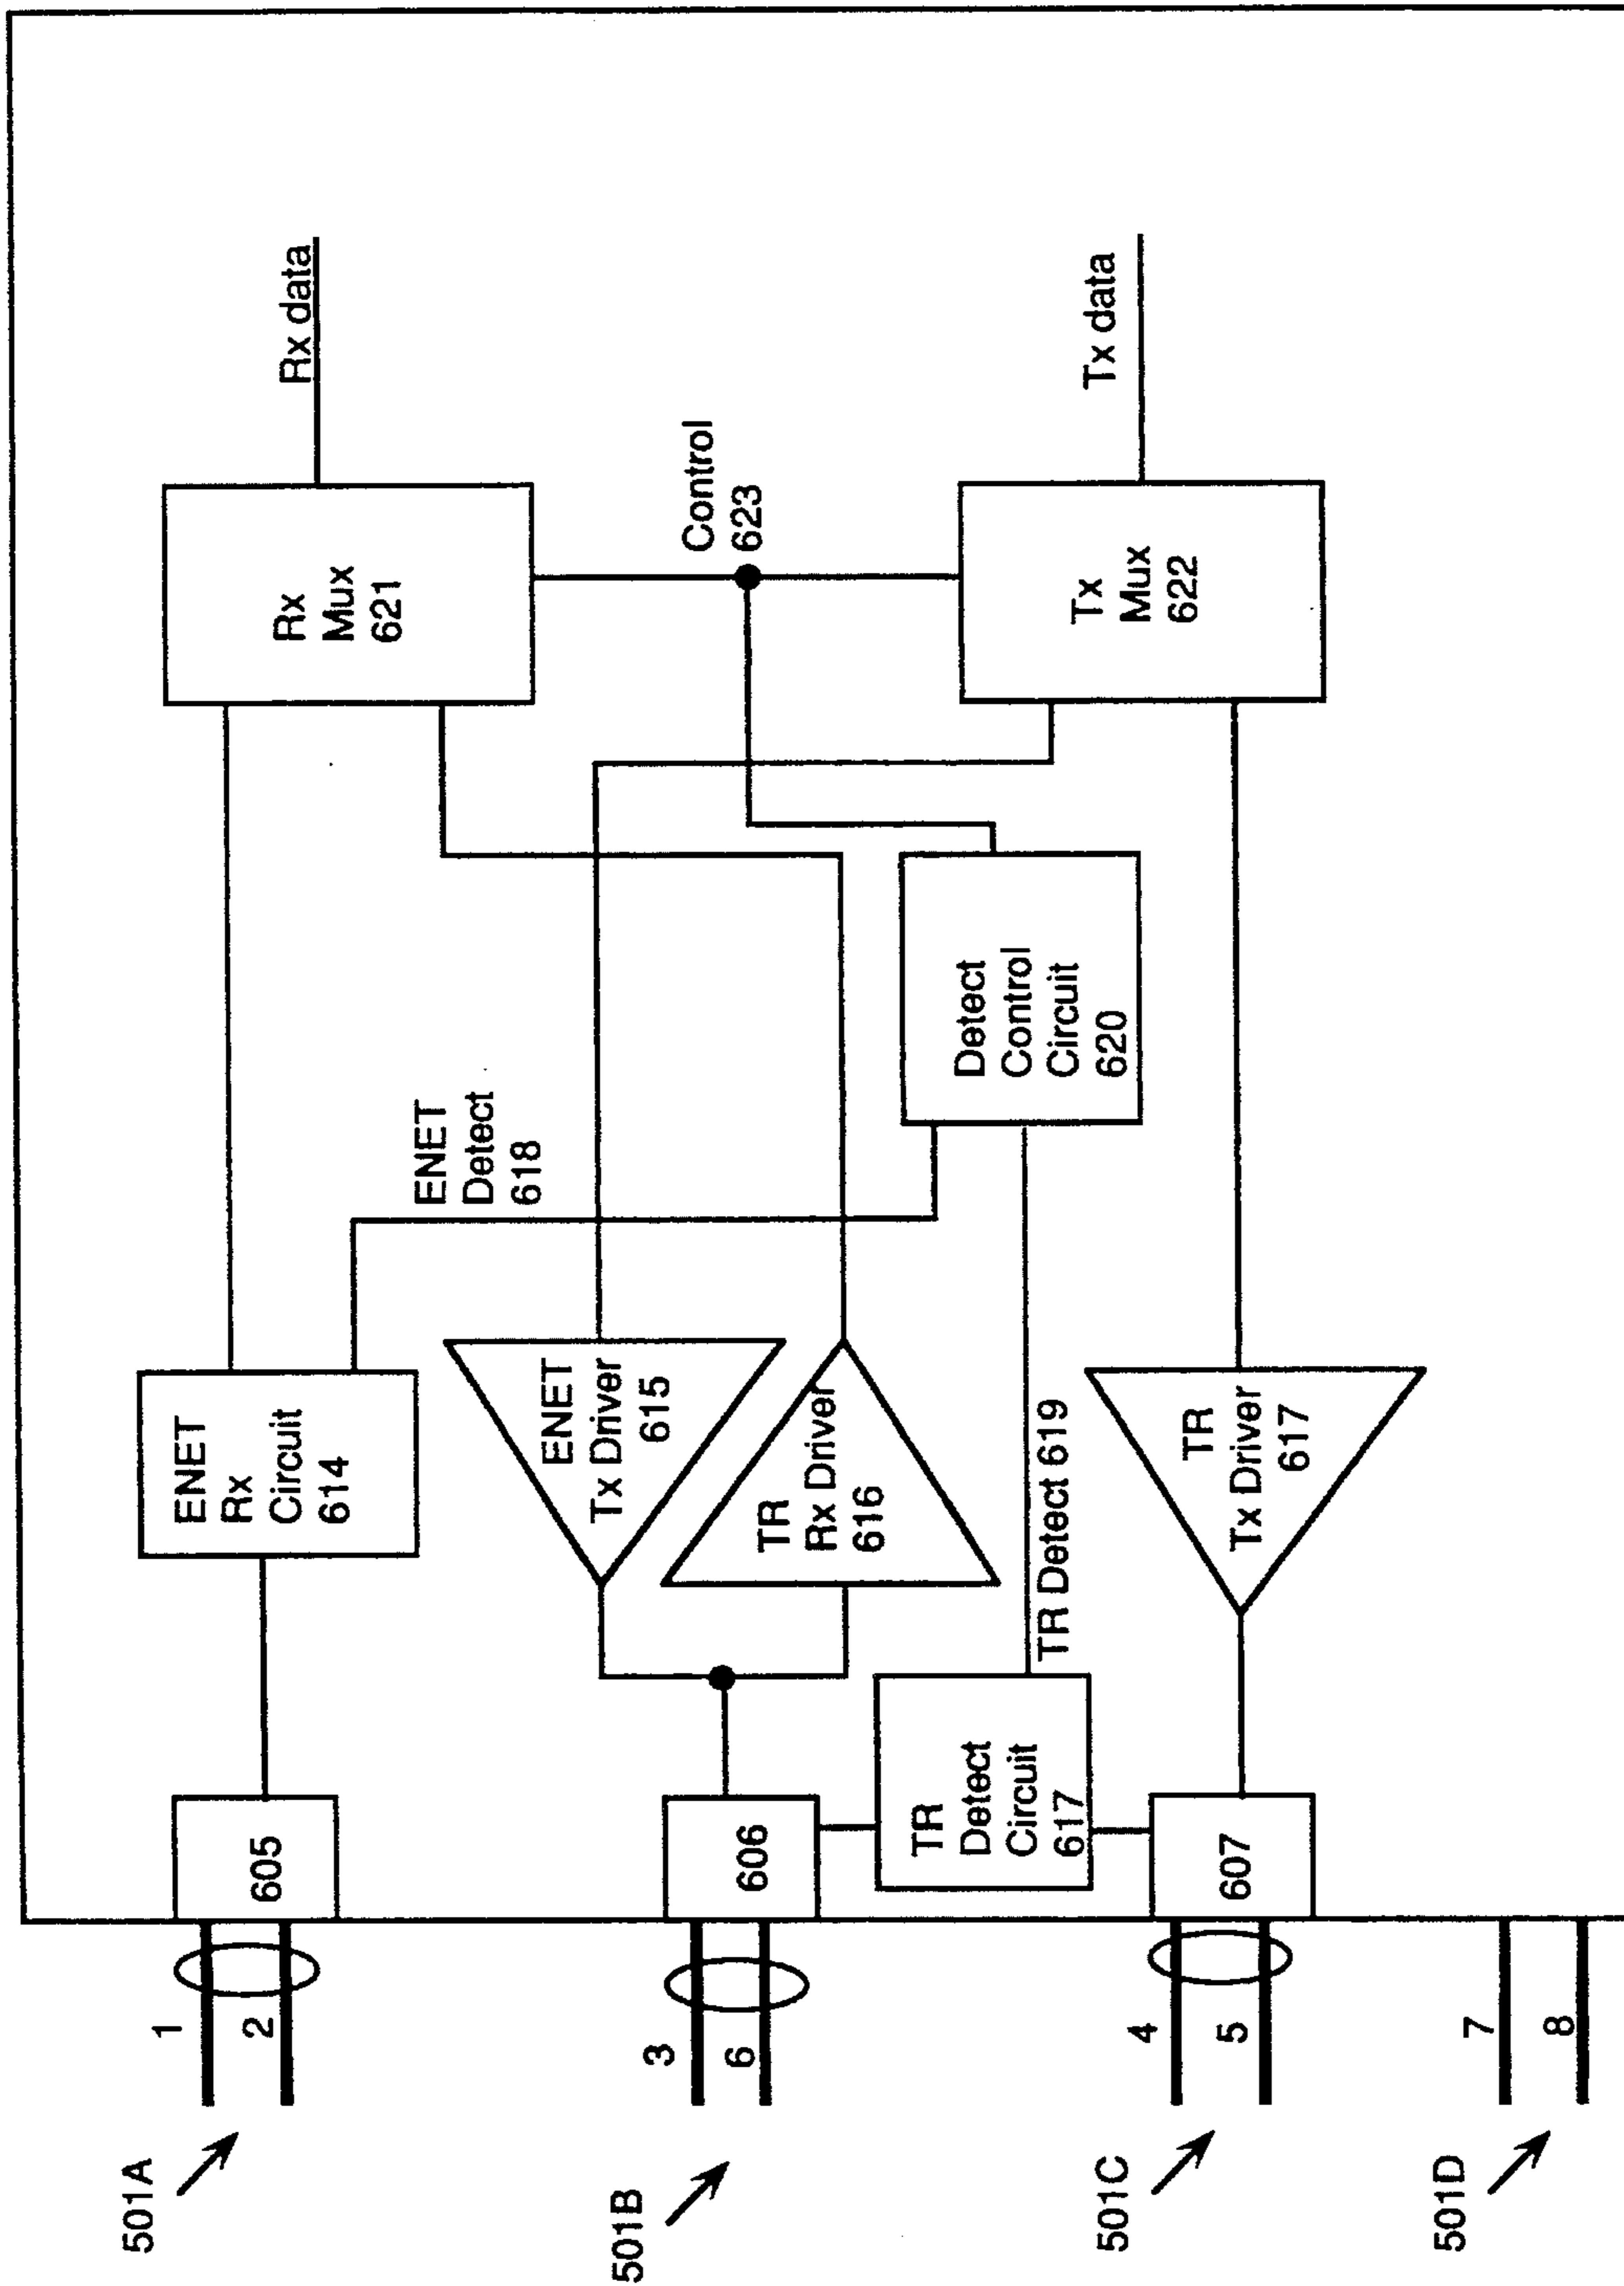 501A
1
2
605
ENET
Rx
Circuit
614
Rx
Mux
621
Rx data
ENET
Detect
618
501B
3
6
606
ENET
Tx Driver
615
TR
Rx Driver
616
Control
623
TR
Detect
Circuit
617
TR Detect 619
Detect
Control
Circuit
620
501C
4
5
607
TR
Tx Driver
617
Tx
Mux
622
Tx data
501D
7
8